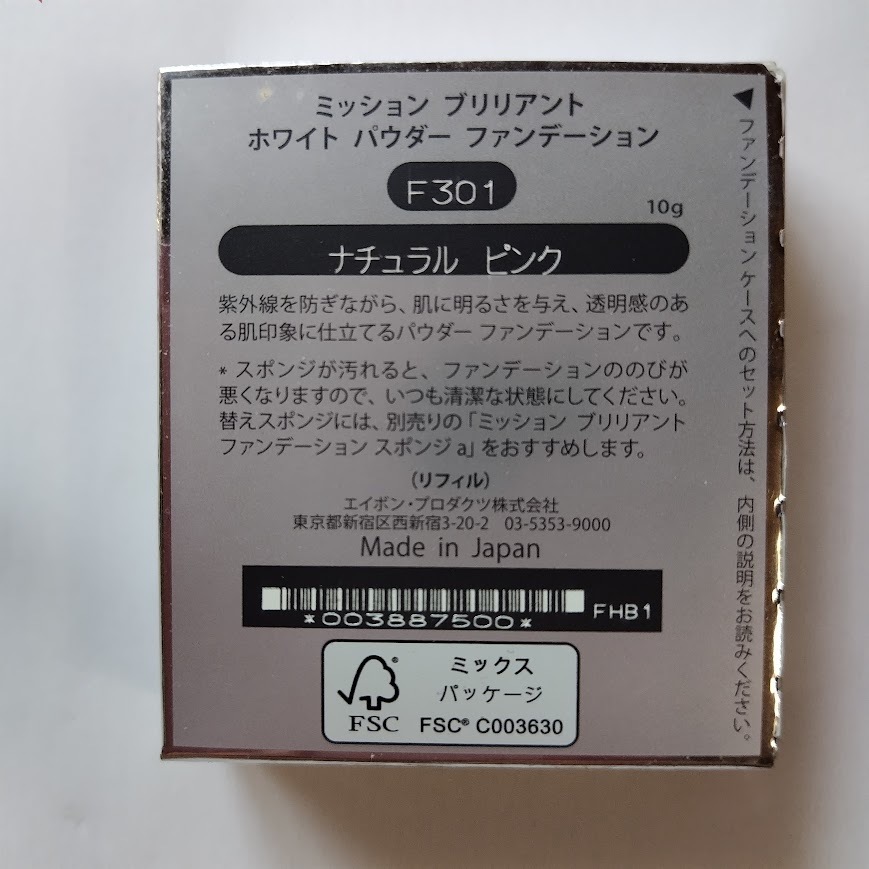 ミッション ブリリアント
ホワイト パウダー ファンデーション
F301
10g
ナチュラル ピンク
紫外線を防ぎながら、肌に明るさを与え、透明感のあ
る肌印象に仕立てるパウダー ファンデーションです。
* スポンジが汚れると、ファンデーションののびが
悪くなりますので、いつも清潔な状態にしてください。
替えスポンジには、別売りの「ミッション ブリリアント
ファンデーション スポンジ a」をおすすめします。
(リフィル)
エイボン・プロダクツ株式会社
東京都新宿区西新宿3-20-2 03-5353-9000
Made in Japan
*003887500*
FHB1
FSC
ミックス
パッケージ
FSC® C003630
◀ファンデーション ケースへのセット方法は、内側の説明をお読みください。